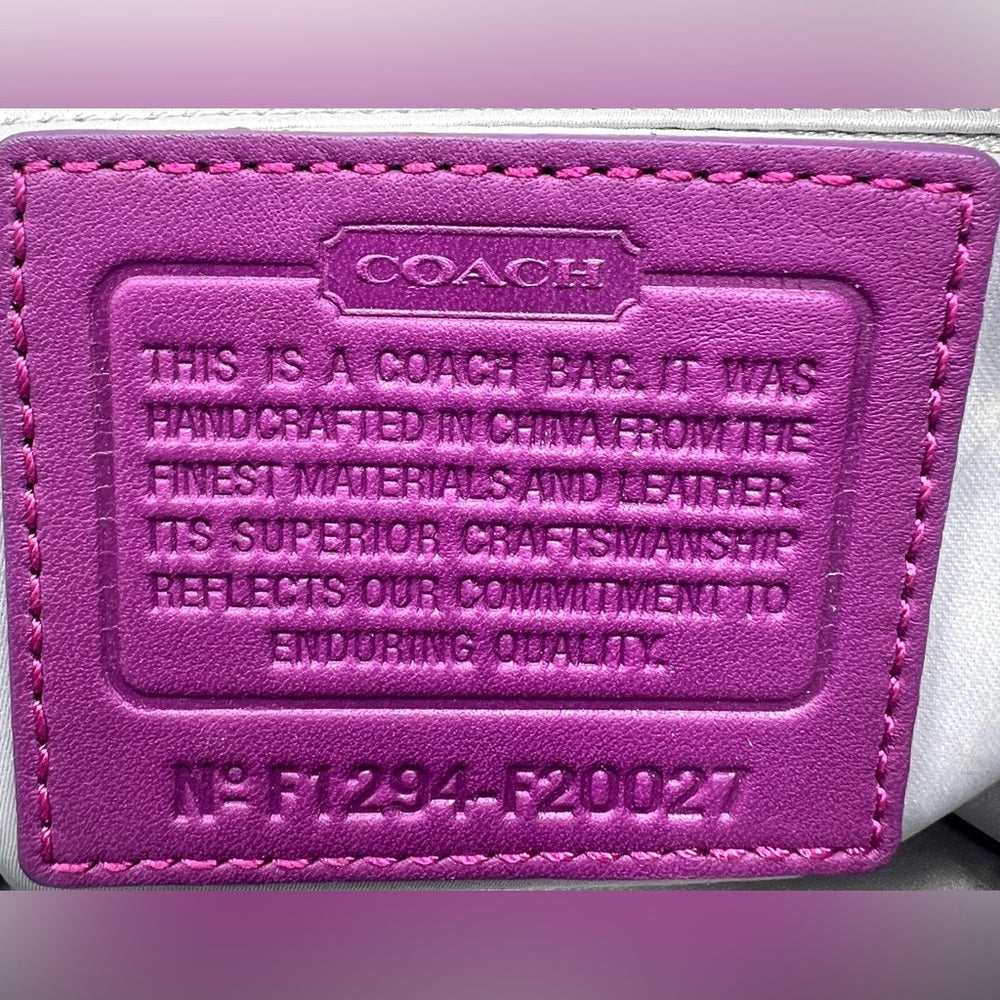 COACH
THIS IS A COACH BAG. IT WAS
HANDCRAFTED IN CHINA FROM THE
FINEST MATERIALS AND LEATHER.
ITS SUPERIOR CRAFTSMANSHIP
REFLECTS OUR COMMITMENT TO
ENDURING QUALITY.
Nº F1294-F20027